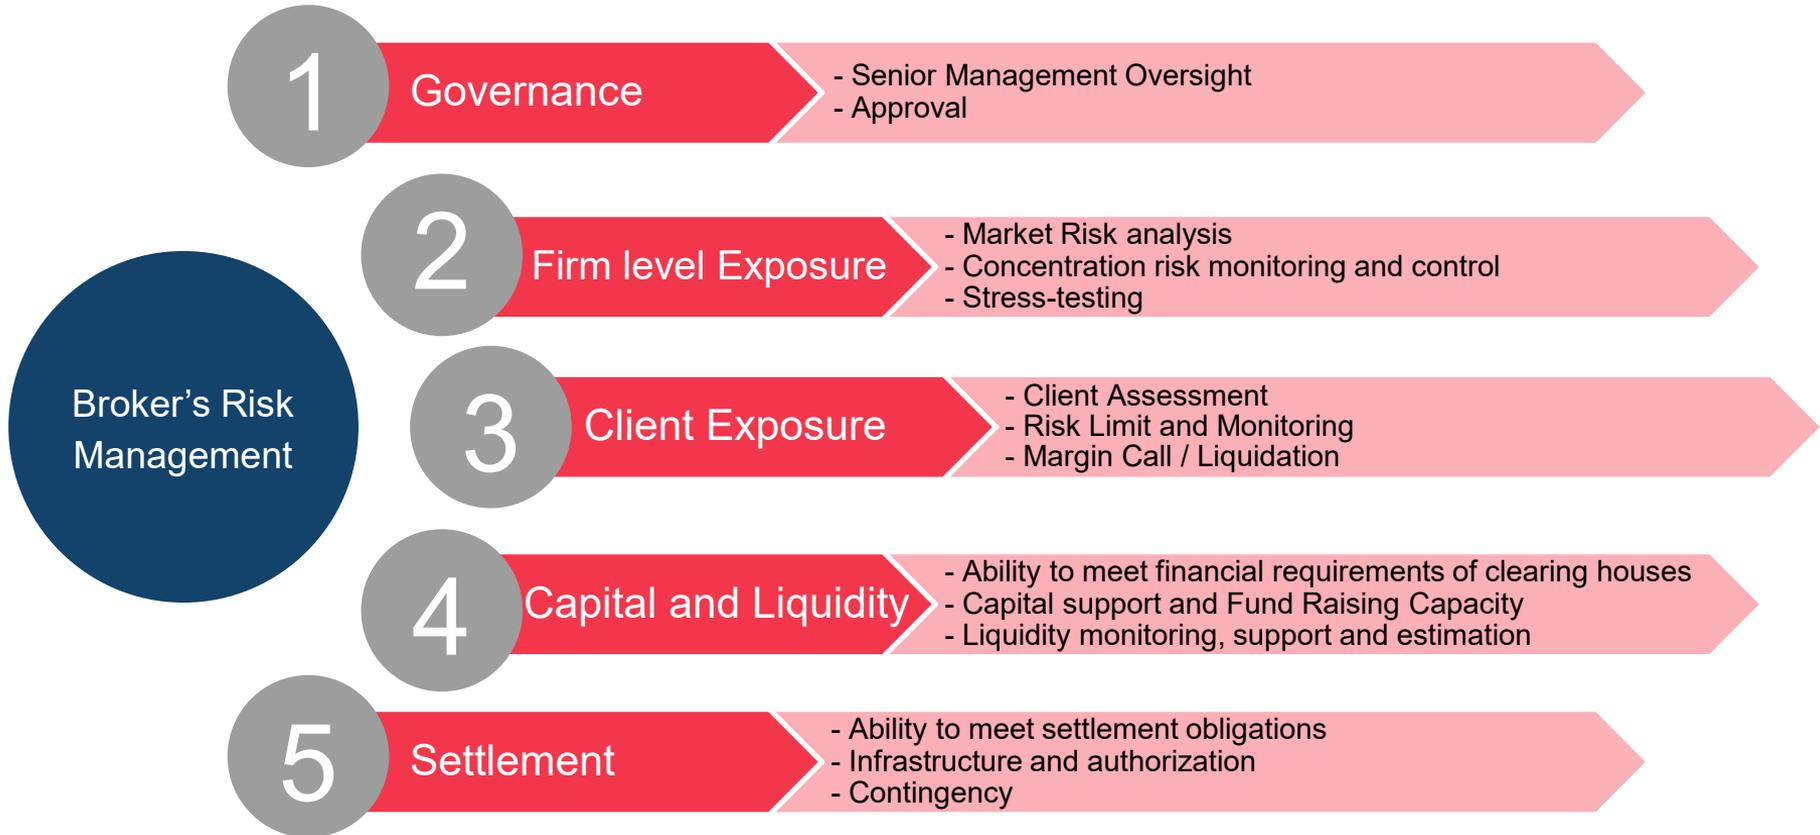 1
Governance
- Senior Management Oversight
- Approval
2
Firm level Exposure
- Market Risk analysis
- Concentration risk monitoring and control
- Stress-testing
Broker’s Risk
Management
3
Client Exposure
- Client Assessment
- Risk Limit and Monitoring
- Margin Call / Liquidation
4
Capital and Liquidity
- Ability to meet financial requirements of clearing houses
- Capital support and Fund Raising Capacity
- Liquidity monitoring, support and estimation
5
Settlement
- Ability to meet settlement obligations
- Infrastructure and authorization
- Contingency